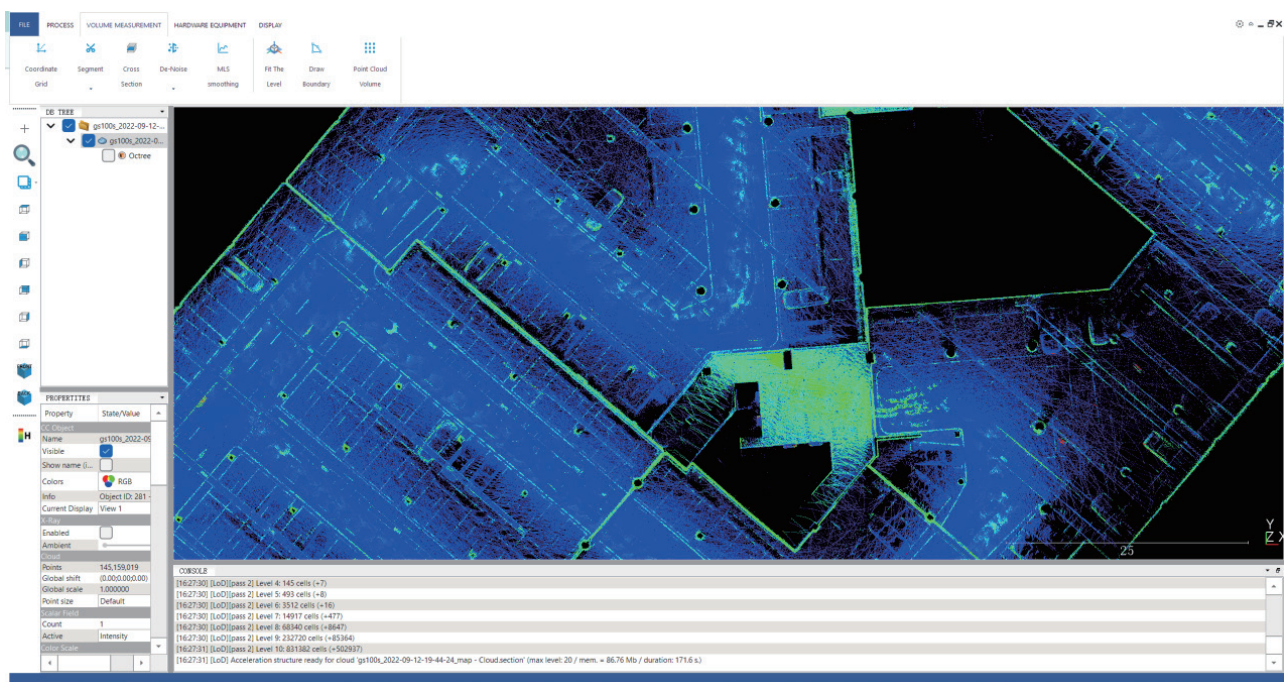 FILE PROCESS VOLUME MEASUREMENT HARDWARE EQUIPMENT DISPLAY
Coordinate Grid
Segment
Cross Section
De-Noise
MLS smoothing
Fit The Level
Draw Boundary
Point Cloud Volume
DB TREE
gs100s_2022-09-12-...
gs100s_2022-0...
Octree
PROPERTITES
Property State/Value
CC Object
Name gs100s_2022-09
Visible
Show name (i...
Colors RGB
Info Object ID: 281 -
Current Display View 1
X-Ray
Enabled
Ambient
Cloud
Points 145,159,019
Global shift (0.00;0.00;0.00)
Global scale 1.000000
Point size Default
Scalar Field
Count 1
Active Intensity
Color Scale
H
25
Y
Z X
CONSOLE
[16:27:30] [LoD][pass 2] Level 4: 145 cells (+7)
[16:27:30] [LoD][pass 2] Level 5: 493 cells (+8)
[16:27:30] [LoD][pass 2] Level 6: 3512 cells (+16)
[16:27:30] [LoD][pass 2] Level 7: 14917 cells (+477)
[16:27:30] [LoD][pass 2] Level 8: 68340 cells (+8647)
[16:27:30] [LoD][pass 2] Level 9: 232720 cells (+85364)
[16:27:31] [LoD][pass 2] Level 10: 831382 cells (+502937)
[16:27:31] [LoD] Acceleration structure ready for cloud 'gs100s_2022-09-12-19-44-24_map - Cloud.section' (max level: 20 / mem. = 86.76 Mb / duration: 171.6 s.)